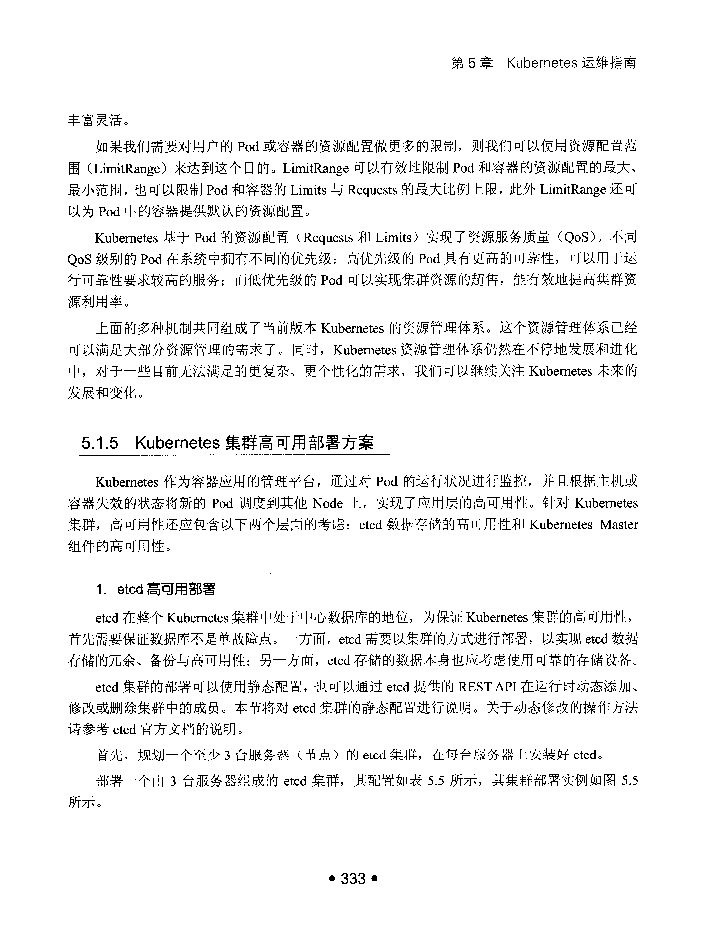 第 5 章 Kubernetes 运维指南
丰富灵活。
如果我们需要对用户的 Pod 或容器的资源配置做更多的限制，则我们可以使用资源配置范
围（LimitRange）来达到这个目的。LimitRange 可以有效地限制 Pod 和容器的资源配置的最大、
最小范围，也可以限制 Pod 和容器的 Limits 与 Requests 的最大比例上限，此外 LimitRange 还可
以为 Pod 中的容器提供默认的资源配置。
Kubernetes 基于 Pod 的资源配置（Requests 和 Limits）实现了资源服务质量（QoS）。不同
QoS 级别的 Pod 在系统中拥有不同的优先级：高优先级的 Pod 具有更高的可靠性，可以用于运
行可靠性要求较高的服务；而低优先级的 Pod 可以实现集群资源的超售，能有效地提高集群资
源利用率。
上面的多种机制共同组成了当前版本 Kubernetes 的资源管理体系。这个资源管理体系已经
可以满足大部分资源管理的需求了。同时，Kubernetes 资源管理体系仍然在不停地发展和进化
中，对于一些目前无法满足的更复杂、更个性化的需求，我们可以继续关注 Kubernetes 未来的
发展和变化。
5.1.5 Kubernetes 集群高可用部署方案
Kubernetes 作为容器应用的管理平台，通过对 Pod 的运行状况进行监控，并且根据主机或
容器失效的状态将新的 Pod 调度到其他 Node 上，实现了应用层的高可用性。针对 Kubernetes
集群，高可用性还应包含以下两个层面的考虑：etcd 数据存储的高可用性和 Kubernetes Master
组件的高可用性。
1. etcd 高可用部署
etcd 在整个 Kubernetes 集群中处于中心数据库的地位，为保证 Kubernetes 集群的高可用性，
首先需要保证数据库不是单故障点。一方面，etcd 需要以集群的方式进行部署，以实现 etcd 数据
存储的冗余、备份与高可用性；另一方面，etcd 存储的数据本身也应考虑使用可靠的存储设备。
etcd 集群的部署可以使用静态配置，也可以通过 etcd 提供的 REST API 在运行时动态添加、
修改或删除集群中的成员。本节将对 etcd 集群的静态配置进行说明。关于动态修改的操作方法
请参考 etcd 官方文档的说明。
首先，规划一个至少 3 台服务器（节点）的 etcd 集群，在每台服务器上安装好 etcd。
部署一个由 3 台服务器组成的 etcd 集群，其配置如表 5.5 所示，其集群部署实例如图 5.5
所示。
• 333 •